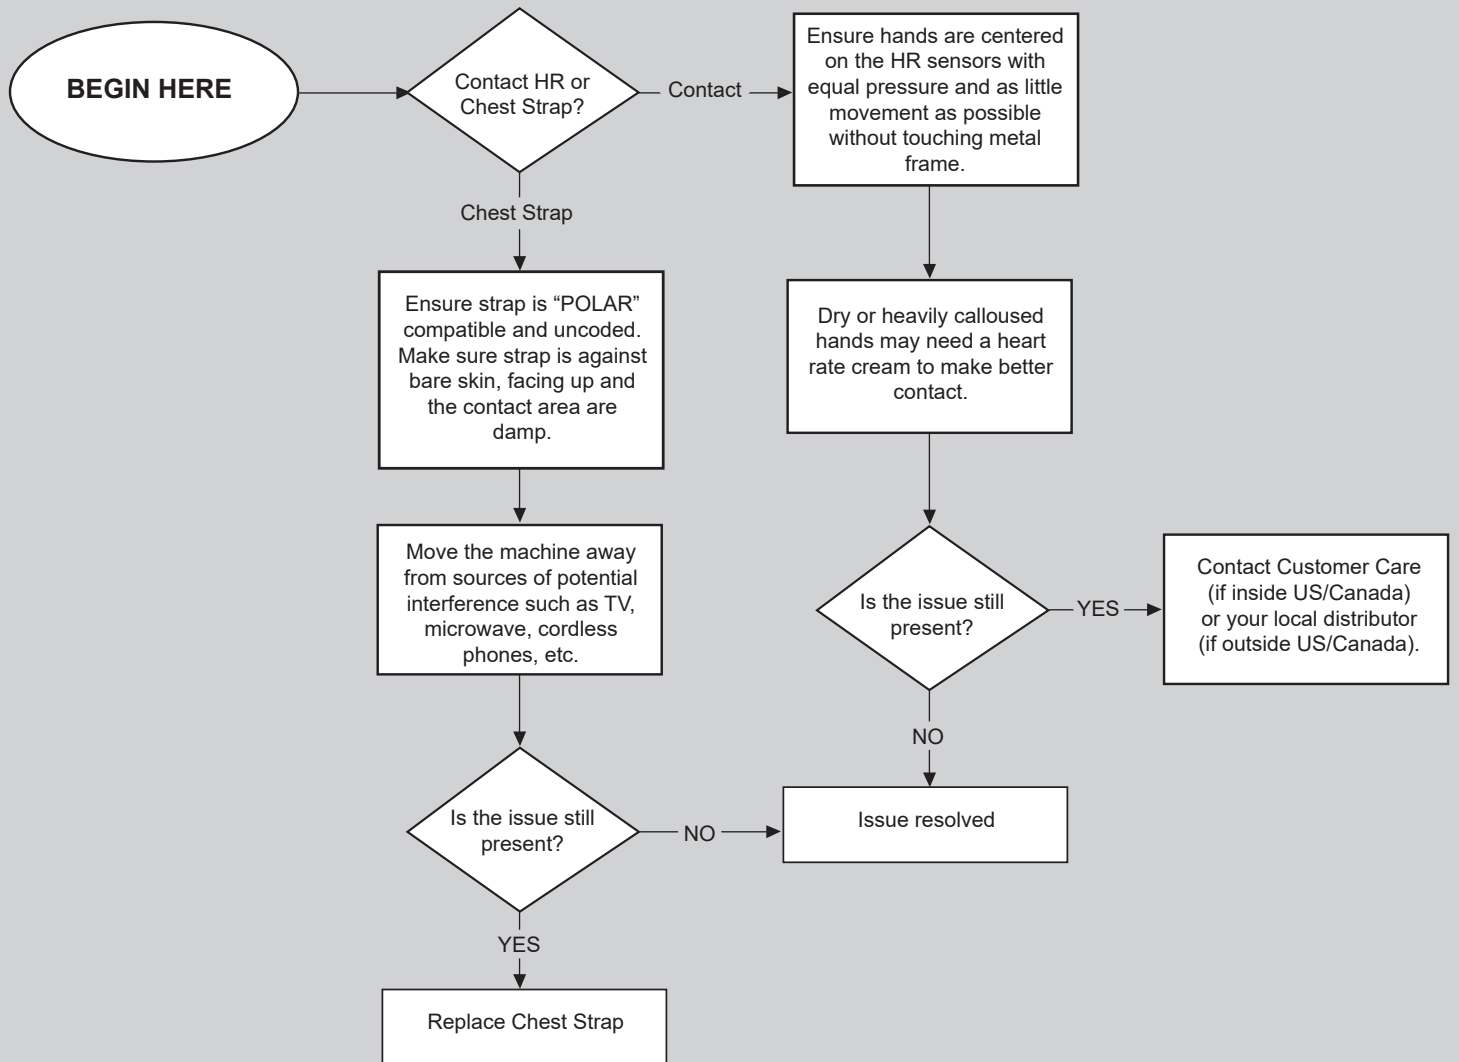 BEGIN HERE
Contact HR or
Chest Strap?
Contact
Ensure hands are centered
on the HR sensors with
equal pressure and as little
movement as possible
without touching metal
frame.
Chest Strap
Ensure strap is “POLAR”
compatible and uncoded.
Make sure strap is against
bare skin, facing up and
the contact area are
damp.
Dry or heavily calloused
hands may need a heart
rate cream to make better
contact.
Move the machine away
from sources of potential
interference such as TV,
microwave, cordless
phones, etc.
Is the issue still
present?
YES
Contact Customer Care
(if inside US/Canada)
or your local distributor
(if outside US/Canada).
NO
Is the issue still
present?
NO
Issue resolved
YES
Replace Chest Strap